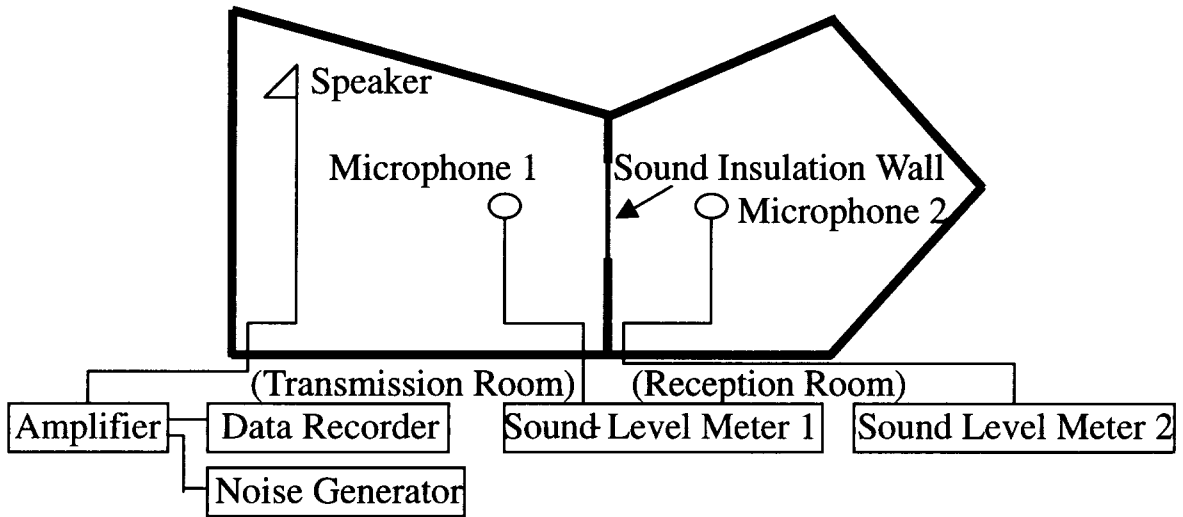 Speaker
Microphone 1
Sound Insulation Wall
Microphone 2
(Transmission Room)
(Reception Room)
Amplifier
Data Recorder
Sound Level Meter 1
Sound Level Meter 2
Noise Generator